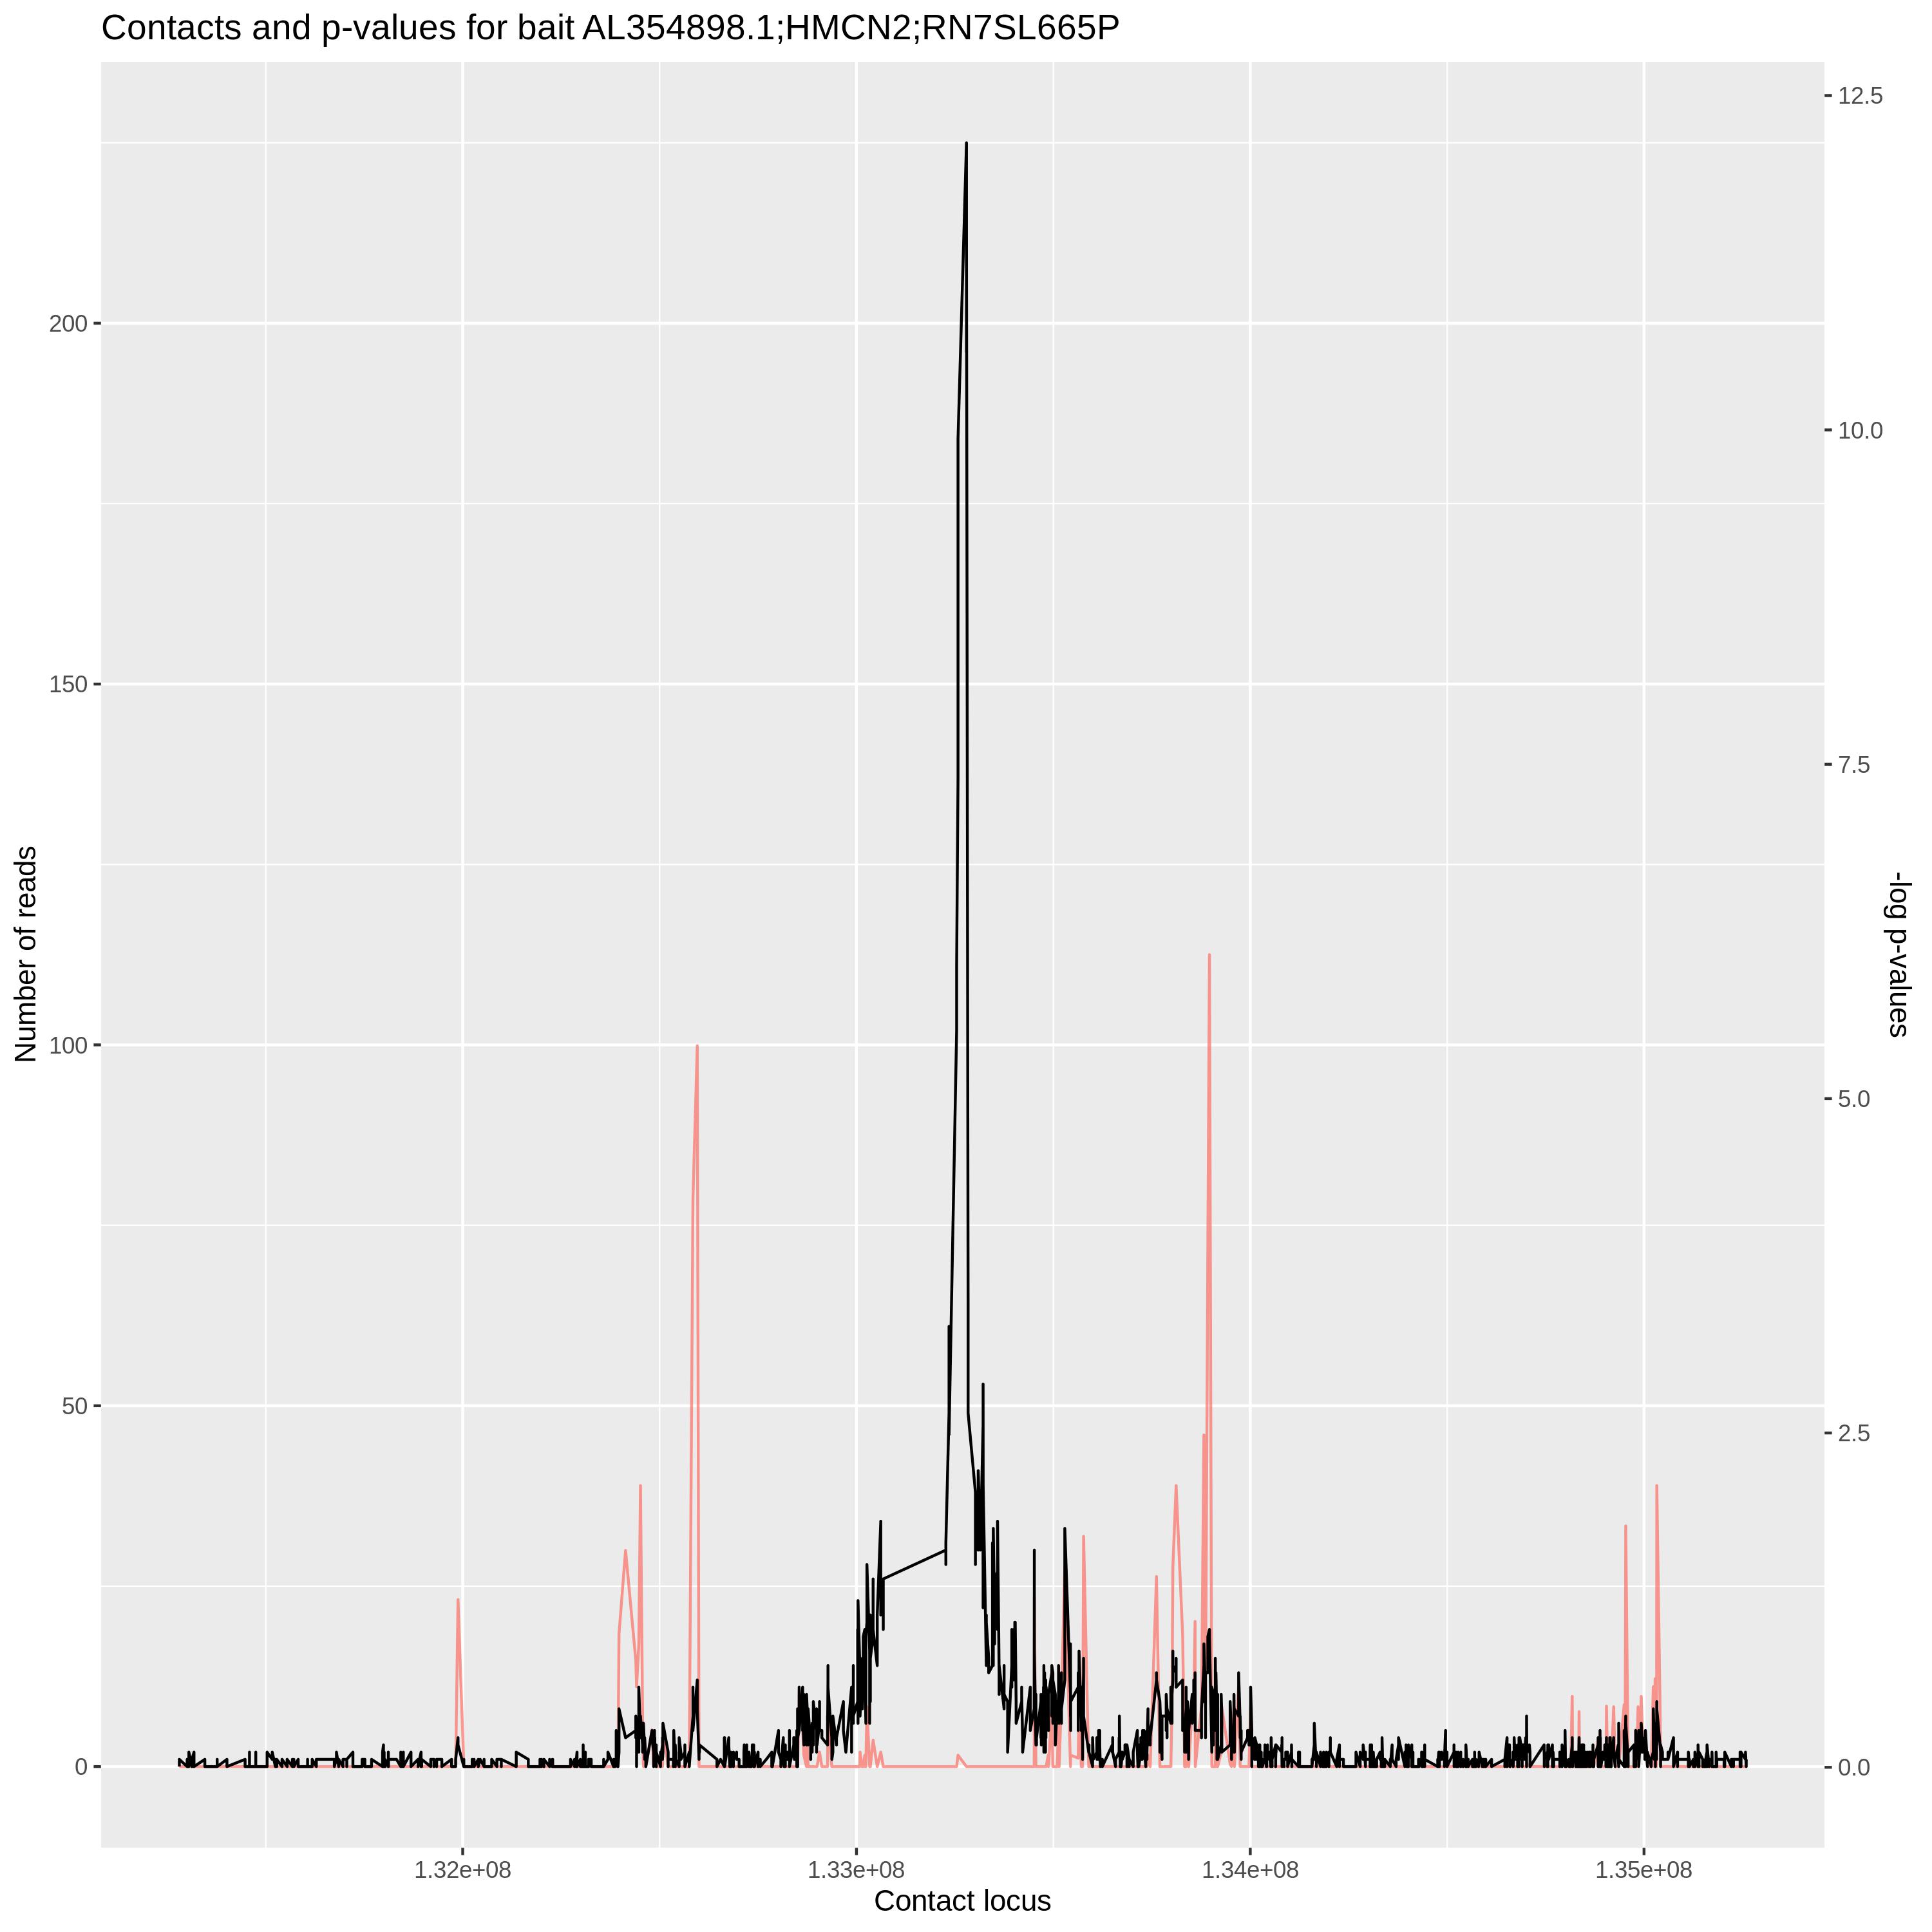 Contacts and p-values for bait AL354898.1;HMCN2;RN7SL665P
Number of reads
200
150
100
50
0
12.5
10.0
7.5
5.0
2.5
0.0
-log p-values
1.32e+08
1.33e+08
1.34e+08
1.35e+08
Contact locus